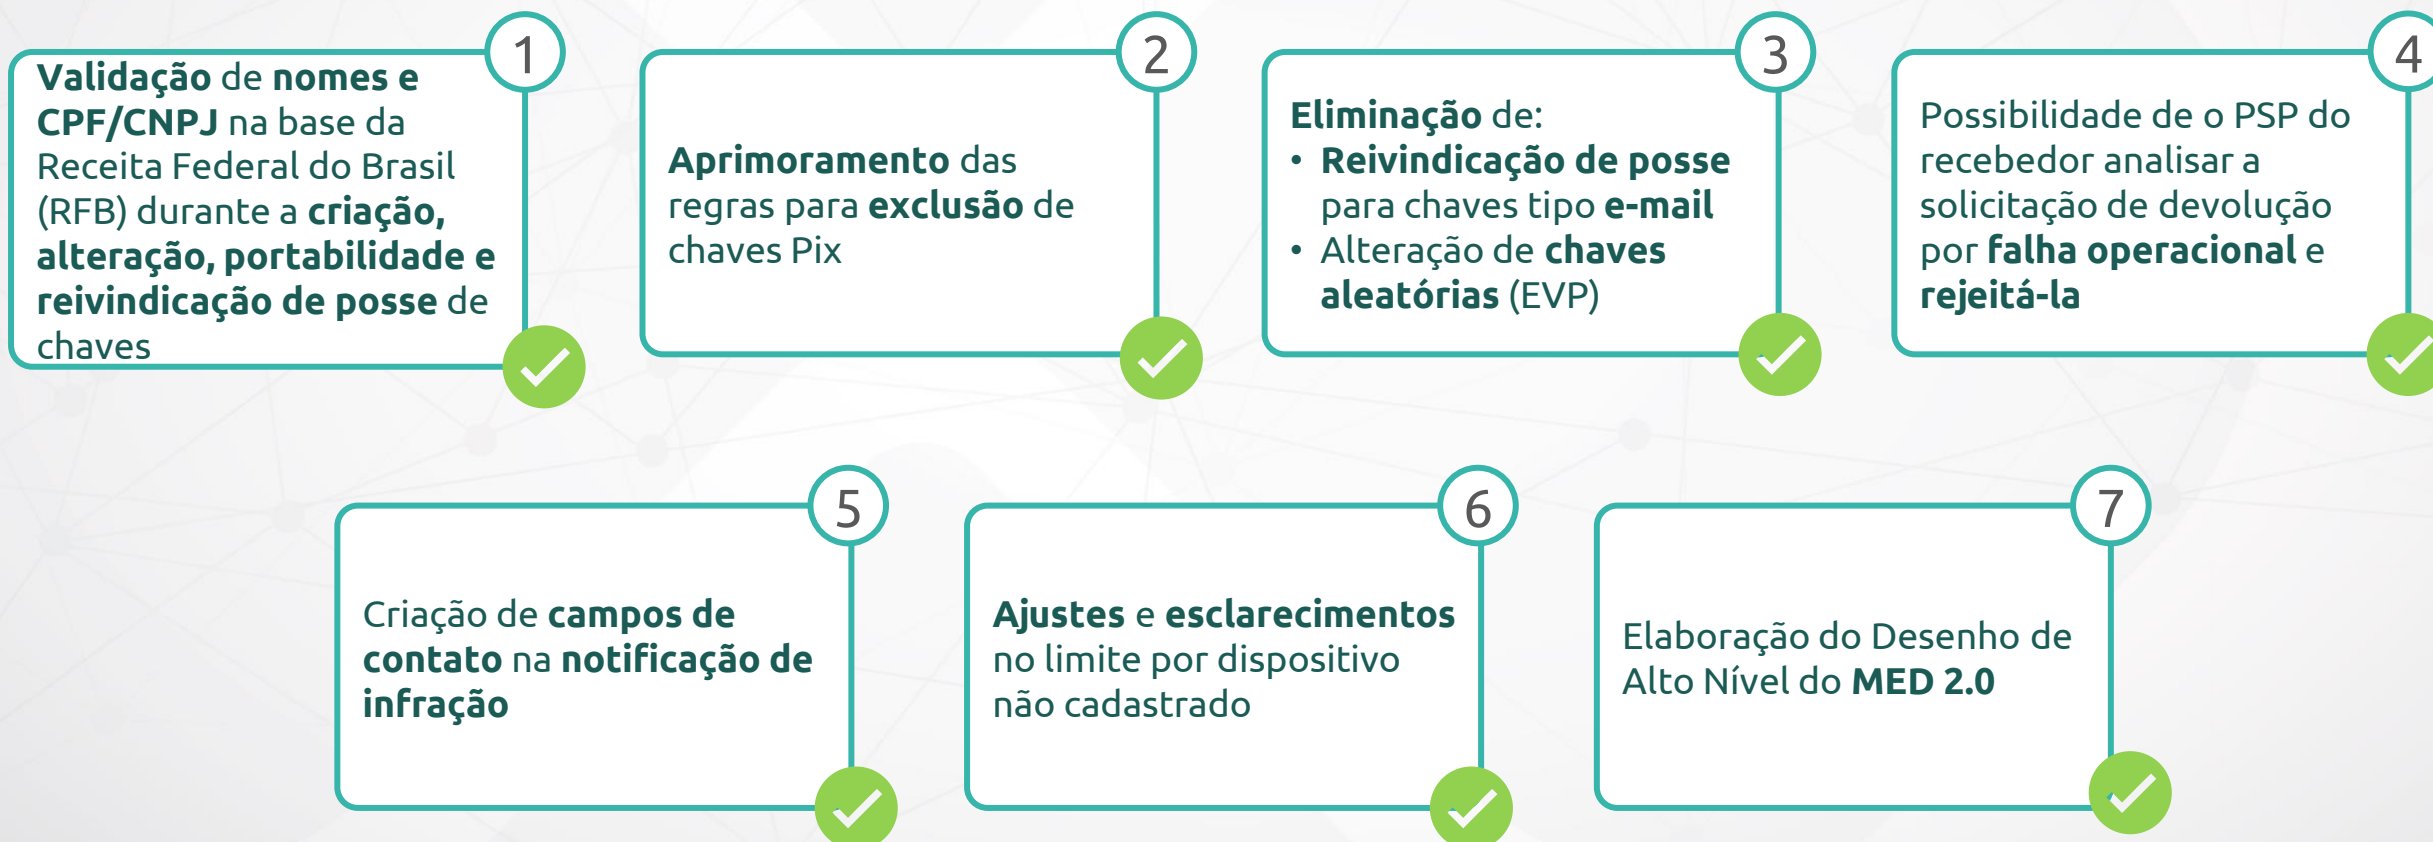 1
Validação de nomes e
CPF/CNPJ na base da
Receita Federal do Brasil
(RFB) durante a criação,
alteração, portabilidade e
reivindicação de posse de
chaves
2
Aprimoramento das
regras para exclusão de
chaves Pix
3
Eliminação de:
• Reivindicação de posse
para chaves tipo e-mail
• Alteração de chaves
aleatórias (EVP)
4
Possibilidade de o PSP do
recebedor analisar a
solicitação de devolução
por falha operacional e
rejeitá-la
5
Criação de campos de
contato na notificação de
infração
6
Ajustes e esclarecimentos
no limite por dispositivo
não cadastrado
7
Elaboração do Desenho de
Alto Nível do MED 2.0